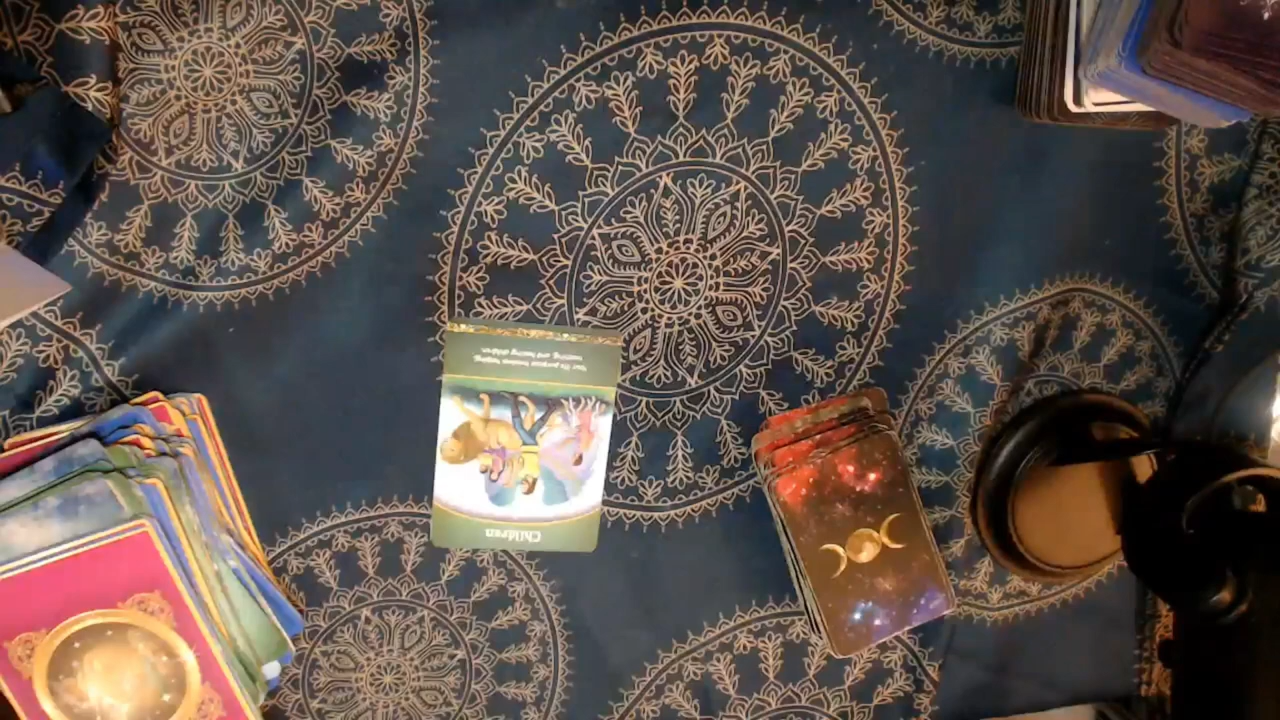 Children
Your life purpose involves helping,
teaching, and healing children.